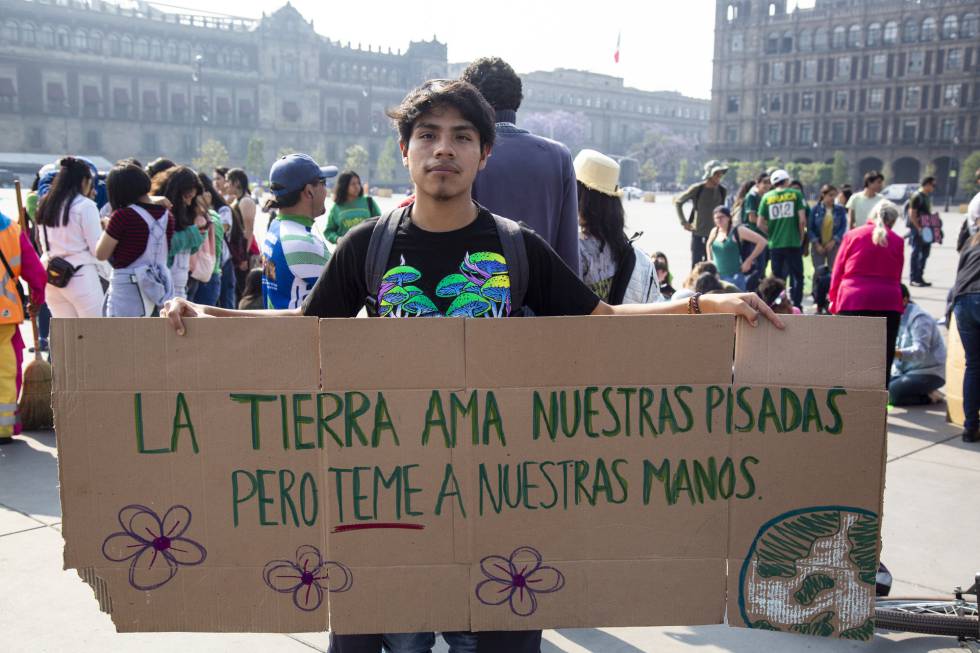 LA TIERRA AMA NUESTRAS PISADAS
PERO TEME A NUESTRAS MANOS.